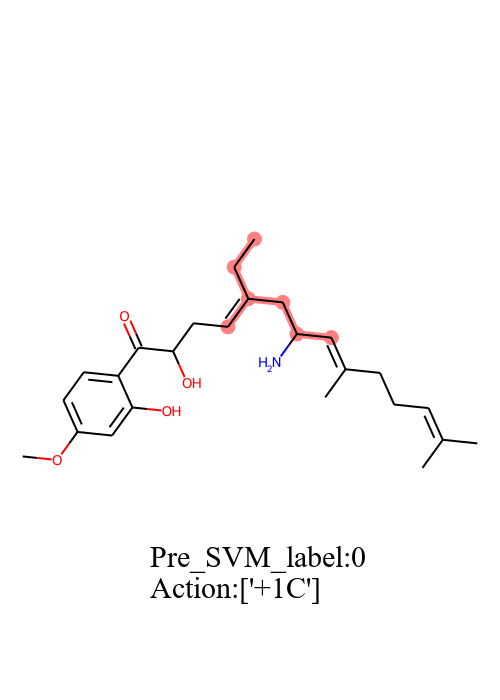 O
H₂N
OH
OH
O
Pre_SVM_label:0
Action:['+1C']